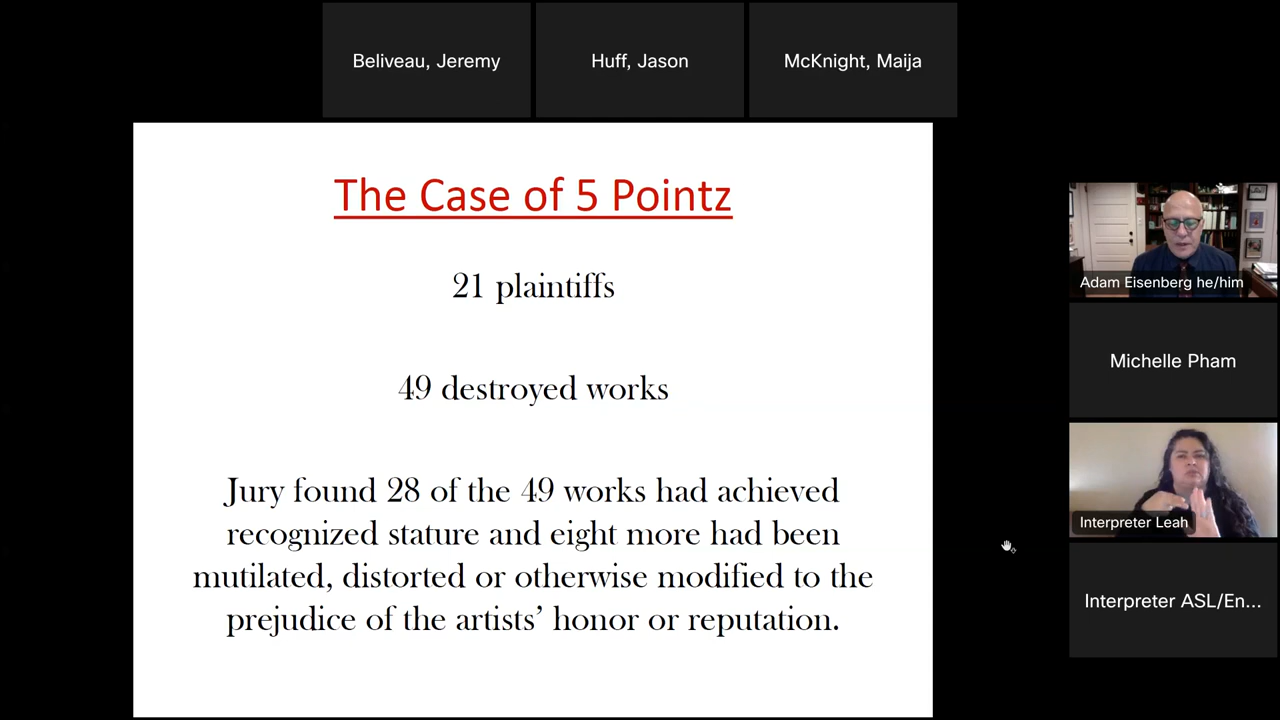 Beliveau, Jeremy
Huff, Jason
McKnight, Maija
The Case of 5 Pointz
21 plaintiffs
49 destroyed works
Jury found 28 of the 49 works had achieved
recognized stature and eight more had been
mutilated, distorted or otherwise modified to the
prejudice of the artists’ honor or reputation.
Adam Eisenberg he/him
Michelle Pham
Interpreter Leah
Interpreter ASL/En...